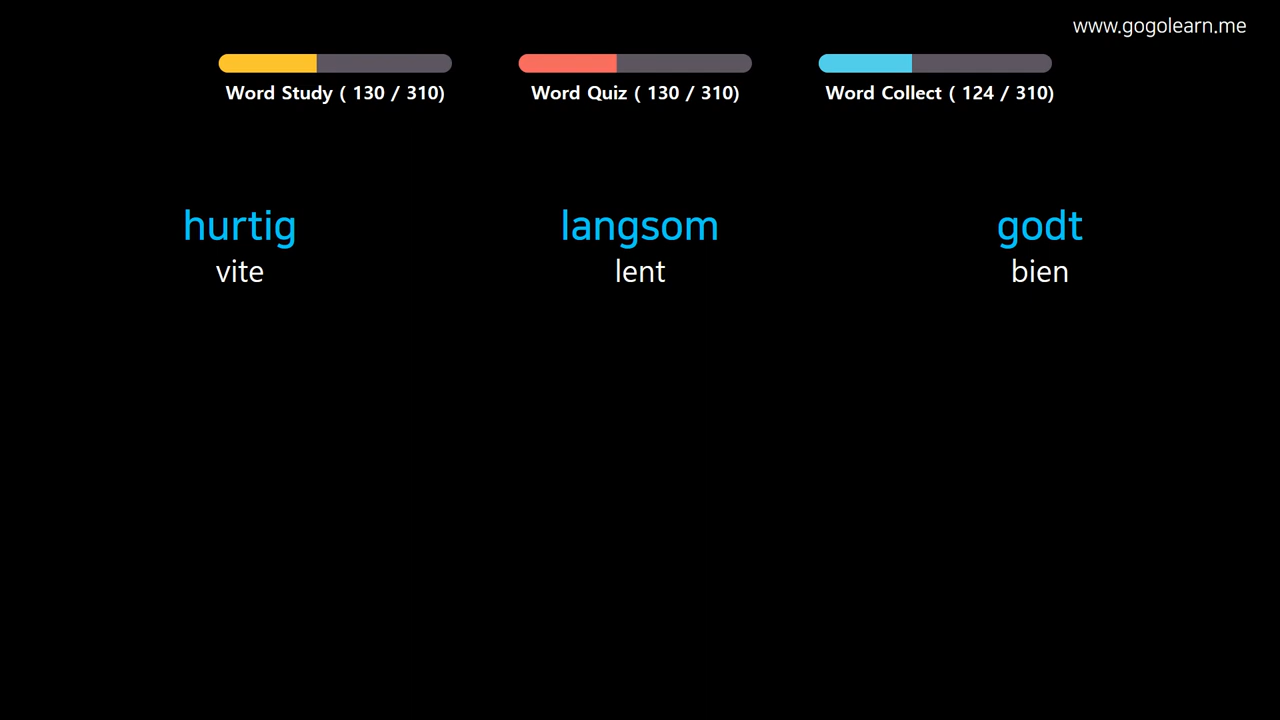 www.gogolearn.me
Word Study ( 130 / 310)
Word Quiz ( 130 / 310)
Word Collect ( 124 / 310)
hurtig
vite
langsom
lent
godt
bien